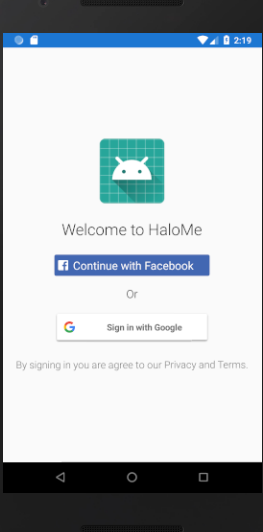 2:19
Welcome to HaloMe
Continue with Facebook
Or
Sign in with Google
By signing in you are agree to our Privacy and Terms.